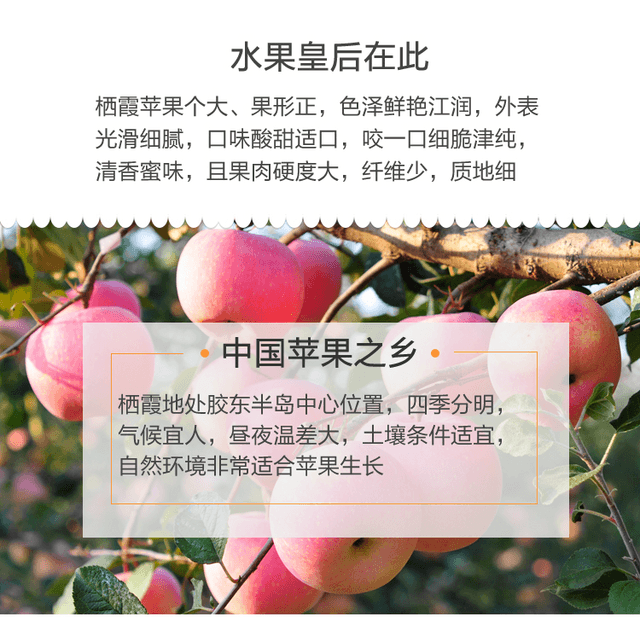 水果皇后在此
栖霞苹果个大、果形正，色泽鲜艳江润，外表
光滑细腻，口味酸甜适口，咬一口细脆津纯，
清香蜜味，且果肉硬度大，纤维少，质地细
中国苹果之乡
栖霞地处胶东半岛中心位置，四季分明，
气候宜人，昼夜温差大，土壤条件适宜，
自然环境非常适合苹果生长